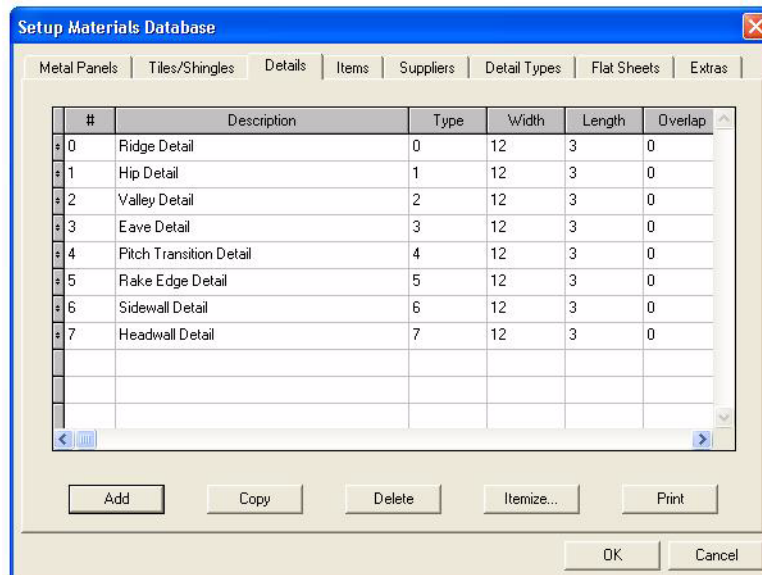 Setup Materials Database
Metal Panels Tiles/Shingles Details Items Suppliers Detail Types Flat Sheets Extras
# Description Type Width Length Overlap
0 Ridge Detail 0 12 3 0
1 Hip Detail 1 12 3 0
2 Valley Detail 2 12 3 0
3 Eave Detail 3 12 3 0
4 Pitch Transition Detail 4 12 3 0
5 Rake Edge Detail 5 12 3 0
6 Sidewall Detail 6 12 3 0
7 Headwall Detail 7 12 3 0
Add Copy Delete Itemize... Print
OK Cancel